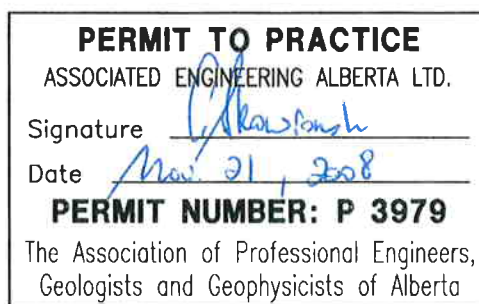 PERMIT TO PRACTICE
ASSOCIATED ENGINEERING ALBERTA LTD.
Signature
Date 21, 2008
PERMIT NUMBER: P 3979
The Association of Professional Engineers,
Geologists and Geophysicists of Alberta